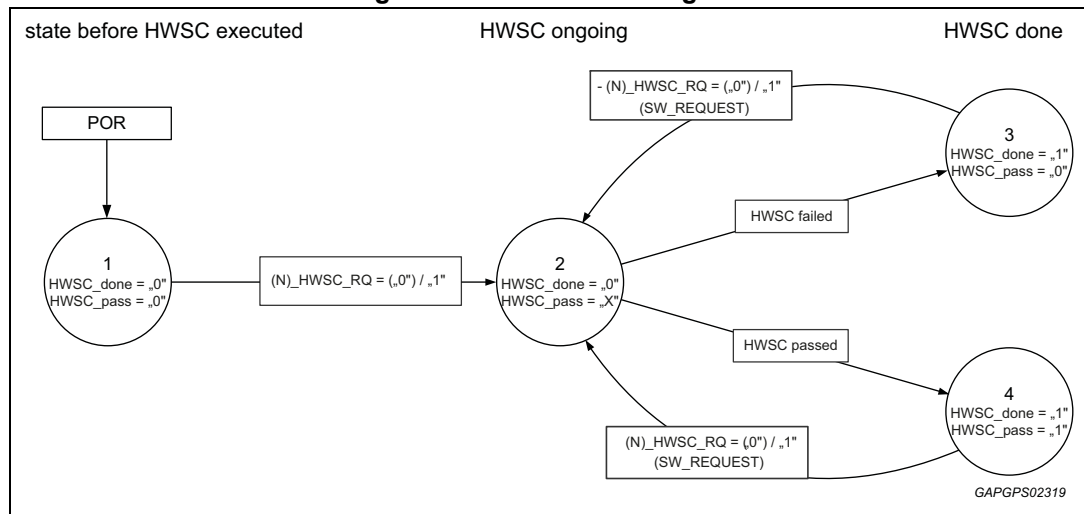 state before HWSC executed
HWSC ongoing
HWSC done
POR
- (N)_HWSC_RQ = („0") / „1"
(SW_REQUEST)
3
HWSC_done = „1"
HWSC_pass = „0"
HWSC failed
1
HWSC_done = „0"
HWSC_pass = „0"
(N)_HWSC_RQ = („0") / „1"
2
HWSC_done = „0"
HWSC_pass = „X"
HWSC passed
4
HWSC_done = „1"
HWSC_pass = „1"
(N)_HWSC_RQ = („0") / „1"
(SW_REQUEST)
GAPGPS02319